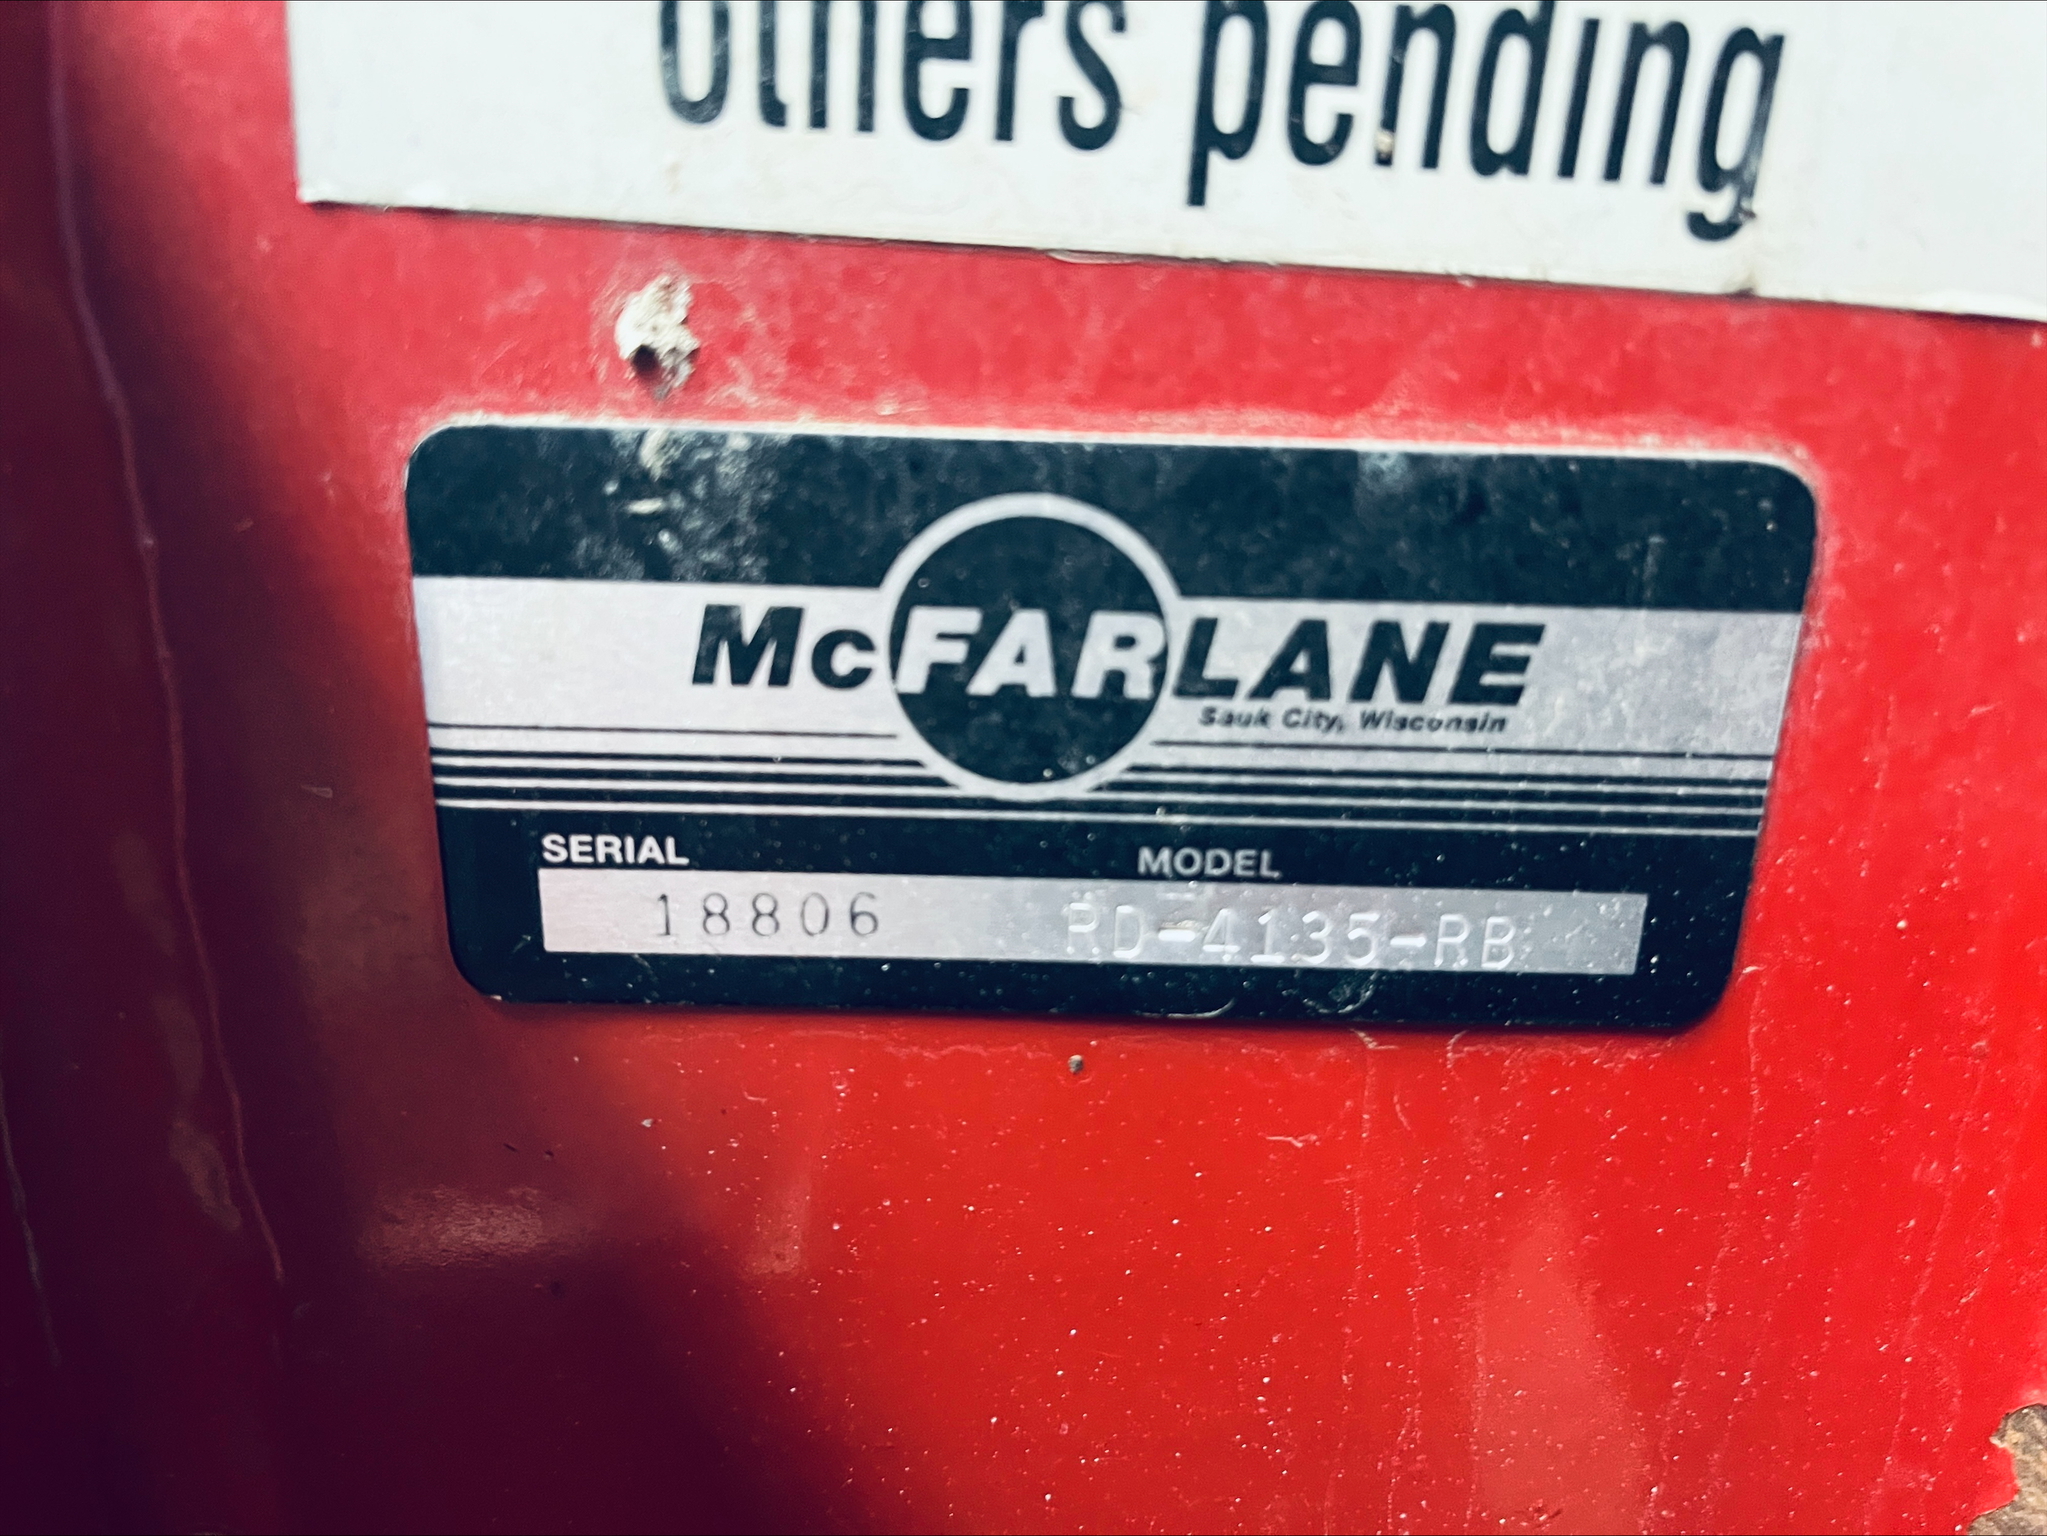 others pending
McFARLANE
Sauk City, Wisconsin
SERIAL MODEL
18806 RD-4135-RB